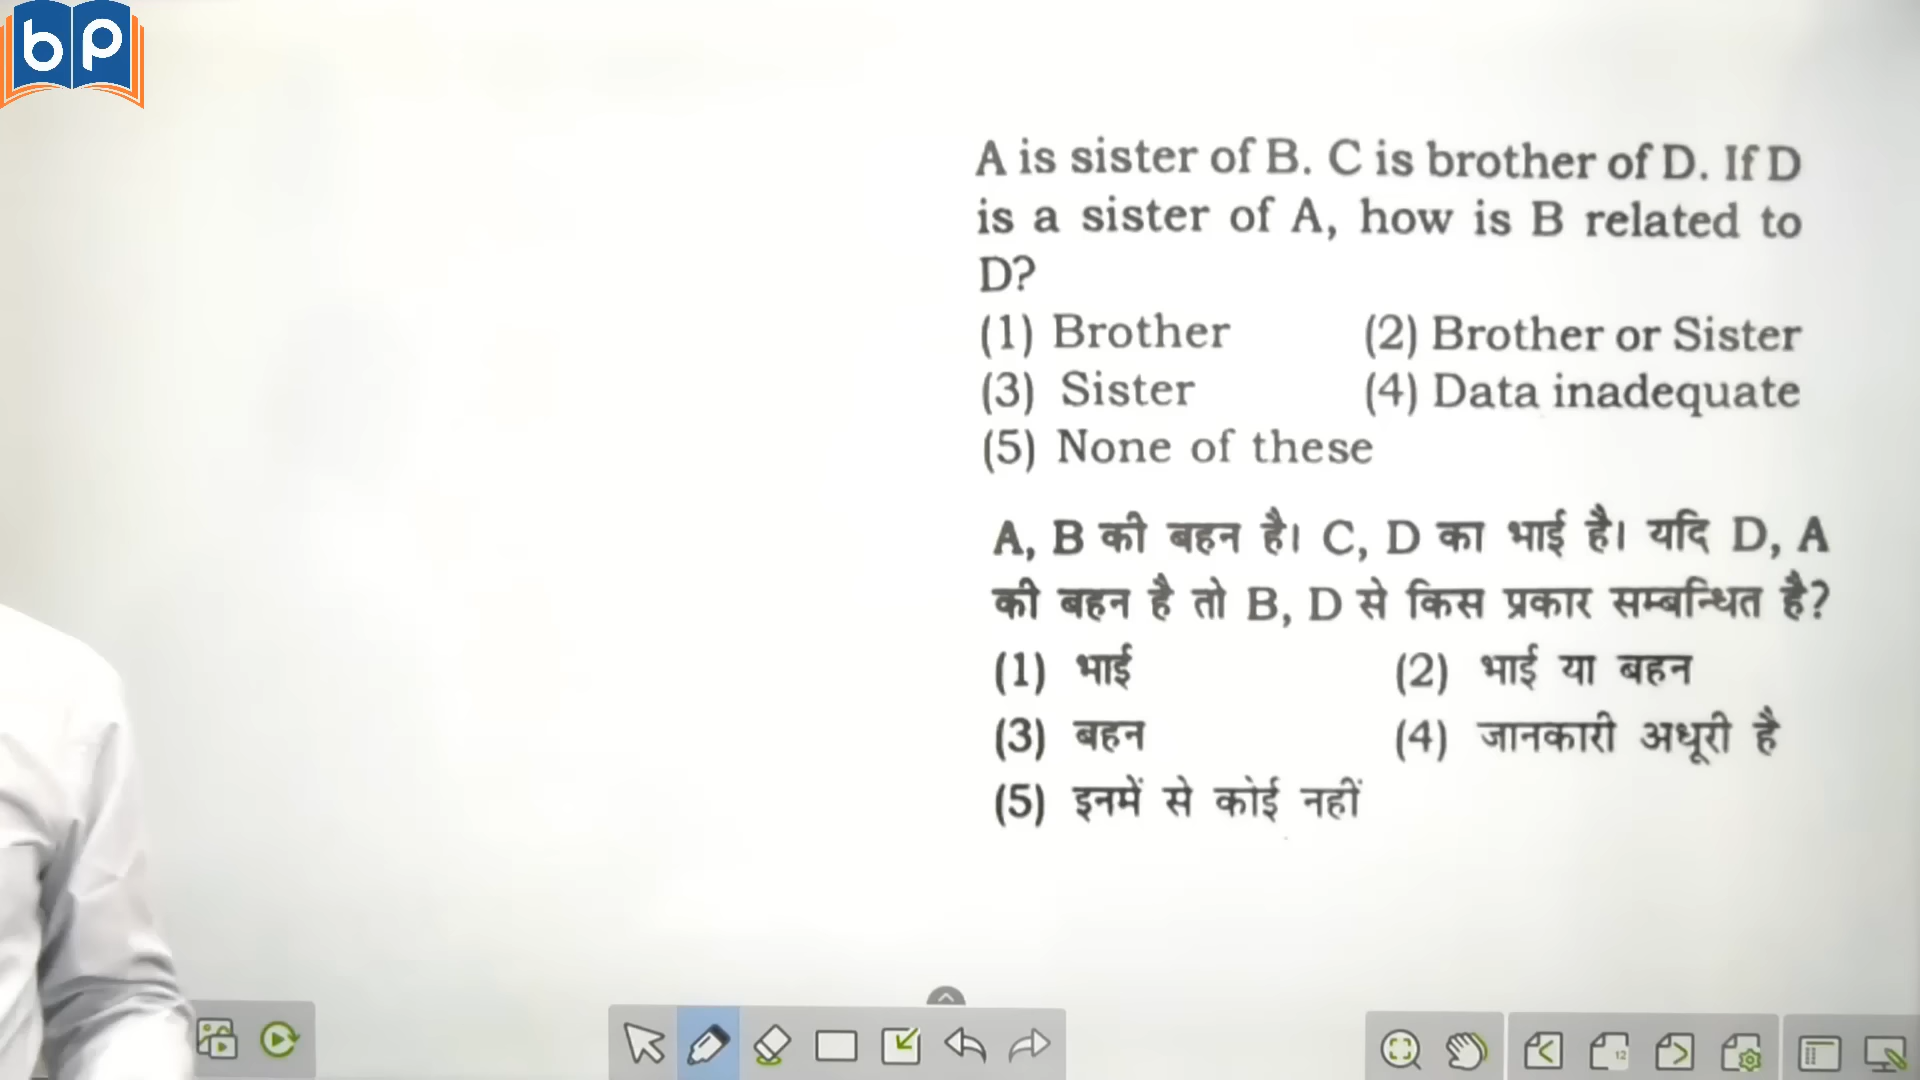 bp
A is sister of B. C is brother of D. If D
is a sister of A, how is B related to
D?
(1) Brother (2) Brother or Sister
(3) Sister (4) Data inadequate
(5) None of these
A, B की बहन है। C, D का भाई है। यदि D, A
की बहन है तो B, D से किस प्रकार सम्बन्धित है?
(1) भाई (2) भाई या बहन
(3) बहन (4) जानकारी अधूरी है
(5) इनमें से कोई नहीं
12